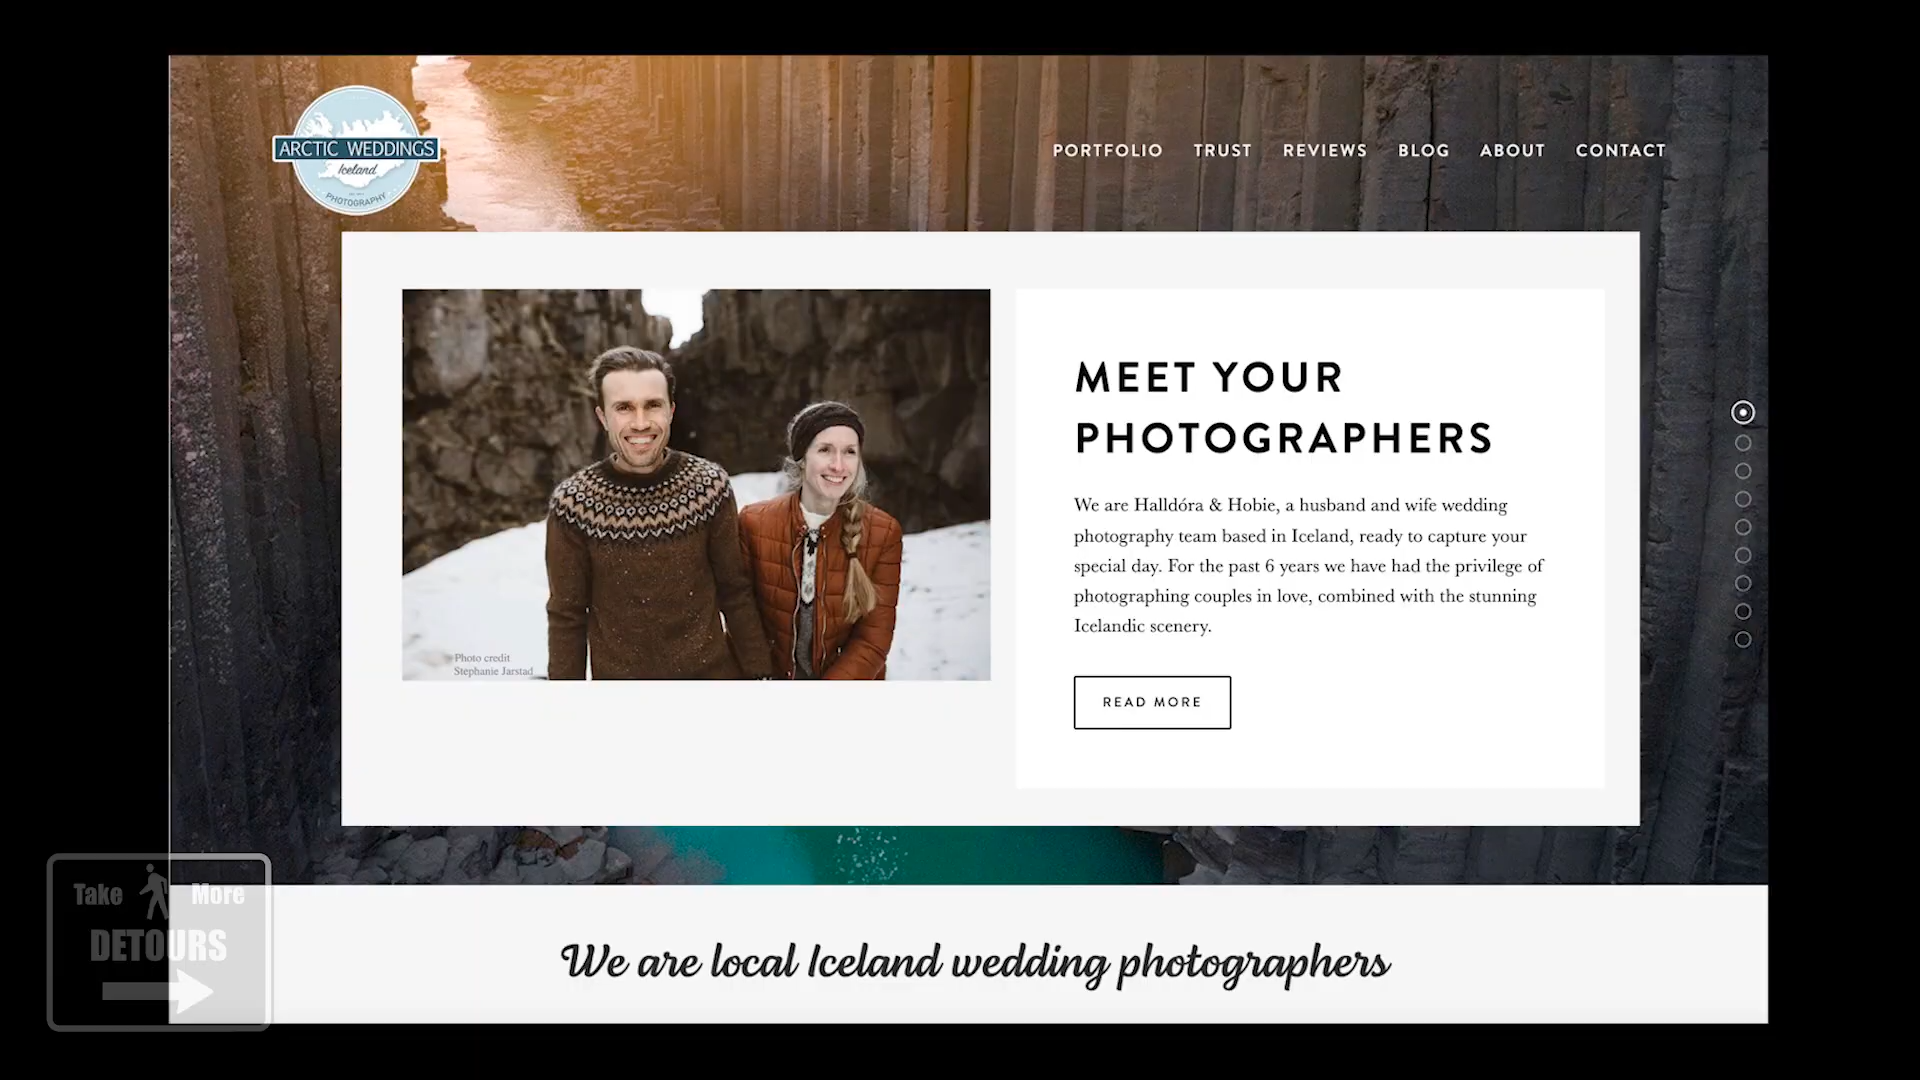 ARCTIC WEDDINGS
Iceland
PHOTOGRAPHY
PORTFOLIO TRUST REVIEWS BLOG ABOUT CONTACT
MEET YOUR
PHOTOGRAPHERS
We are Halldóra & Hobie, a husband and wife wedding
photography team based in Iceland, ready to capture your
special day. For the past 6 years we have had the privilege of
photographing couples in love, combined with the stunning
Icelandic scenery.
READ MORE
Photo credit
Stephanie Jarstad
We are local Iceland wedding photographers
Take More
DETOURS